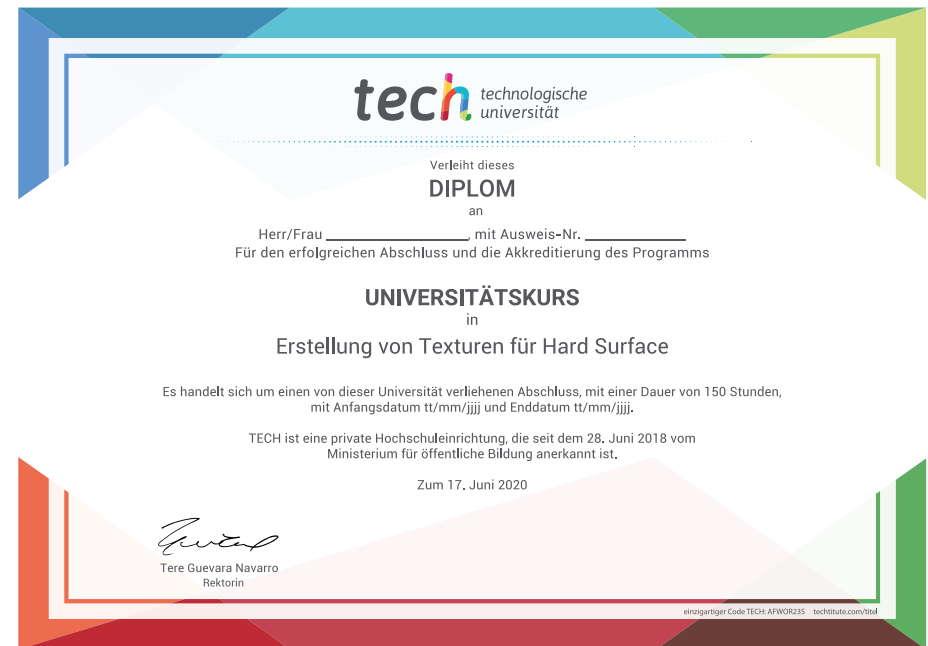 tech technologische
universität
Verleiht dieses
DIPLOM
an
Herr/Frau ________________, mit Ausweis-Nr. ____________
Für den erfolgreichen Abschluss und die Akkreditierung des Programms
UNIVERSITÄTSKURS
in
Erstellung von Texturen für Hard Surface
Es handelt sich um einen von dieser Universität verliehenen Abschluss, mit einer Dauer von 150 Stunden,
mit Anfangsdatum tt/mm/jjjj und Enddatum tt/mm/jjjj.
TECH ist eine private Hochschuleinrichtung, die seit dem 28. Juni 2018 vom
Ministerium für öffentliche Bildung anerkannt ist.
Zum 17. Juni 2020
Tere Guevara Navarro
Rektorin
einzigartiger Code TECH: AFWOR23S techtitute.com/titel